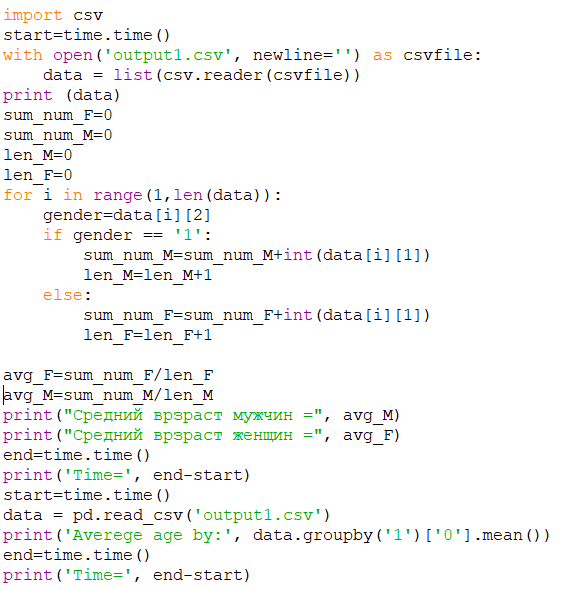 import csv
start=time.time()
with open('output1.csv', newline='') as csvfile:
    data = list(csv.reader(csvfile))
print (data)
sum_num_F=0
sum_num_M=0
len_M=0
len_F=0
for i in range(1,len(data)):
    gender=data[i][2]
    if gender == '1':
        sum_num_M=sum_num_M+int(data[i][1])
        len_M=len_M+1
    else:
        sum_num_F=sum_num_F+int(data[i][1])
        len_F=len_F+1

avg_F=sum_num_F/len_F
avg_M=sum_num_M/len_M
print("Средний врзраст мужчин =", avg_M)
print("Средний врзраст женщин =", avg_F)
end=time.time()
print('Time=', end-start)
start=time.time()
data = pd.read_csv('output1.csv')
print('Averege age by:', data.groupby('1')['0'].mean())
end=time.time()
print('Time=', end-start)